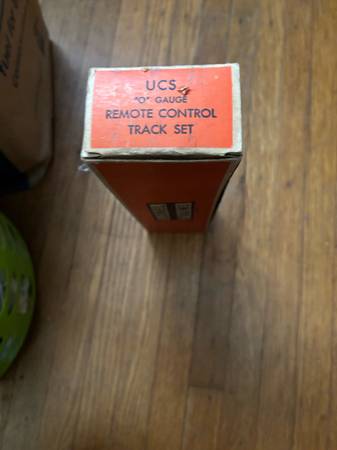 UCS
"O" GAUGE
REMOTE CONTROL
TRACK SET